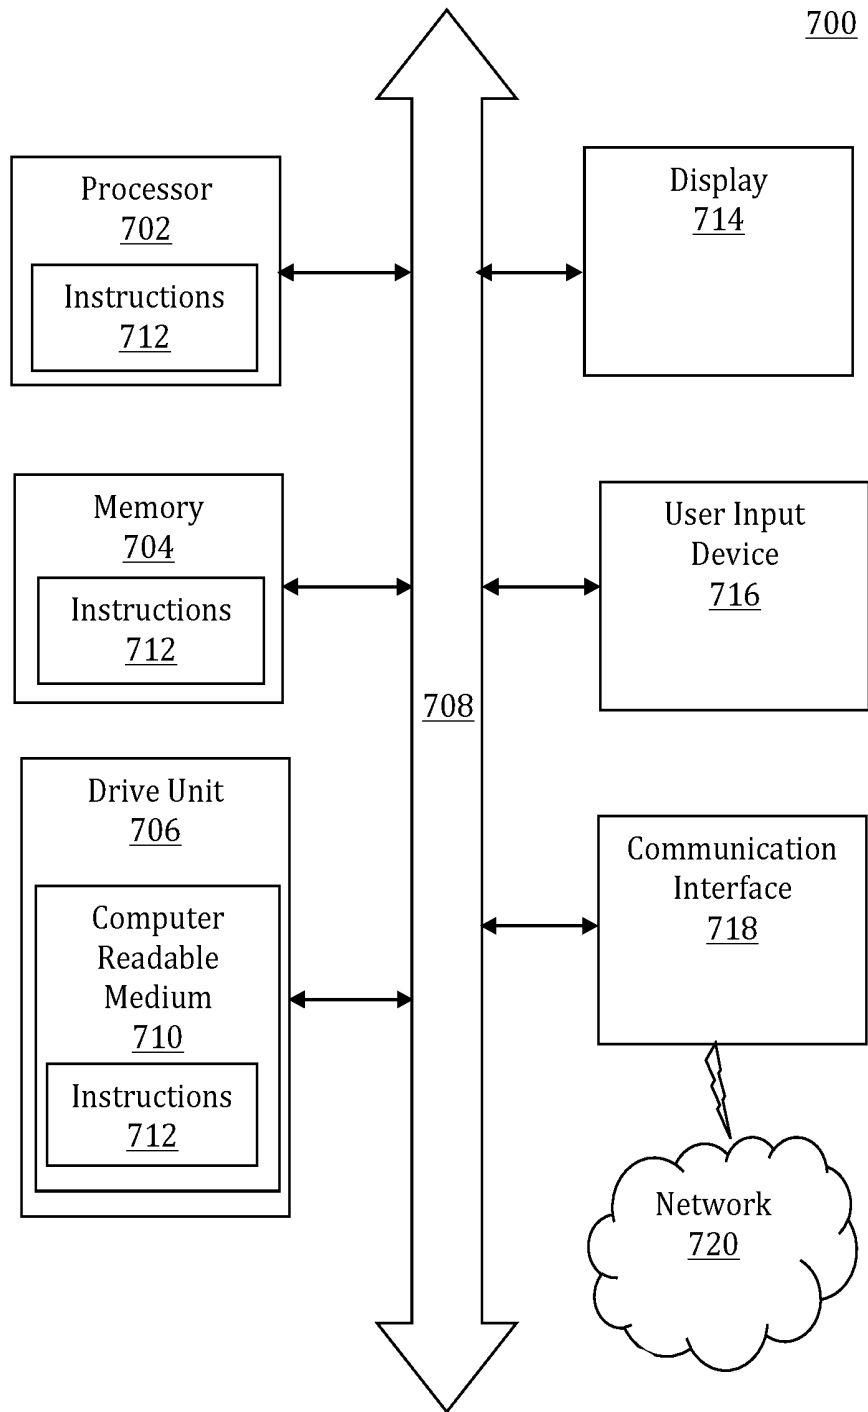 700
Processor
702
Instructions
712
Display
714
Memory
704
Instructions
712
User Input
Device
716
708
Drive Unit
706
Computer
Readable
Medium
710
Instructions
712
Communication
Interface
718
Network
720